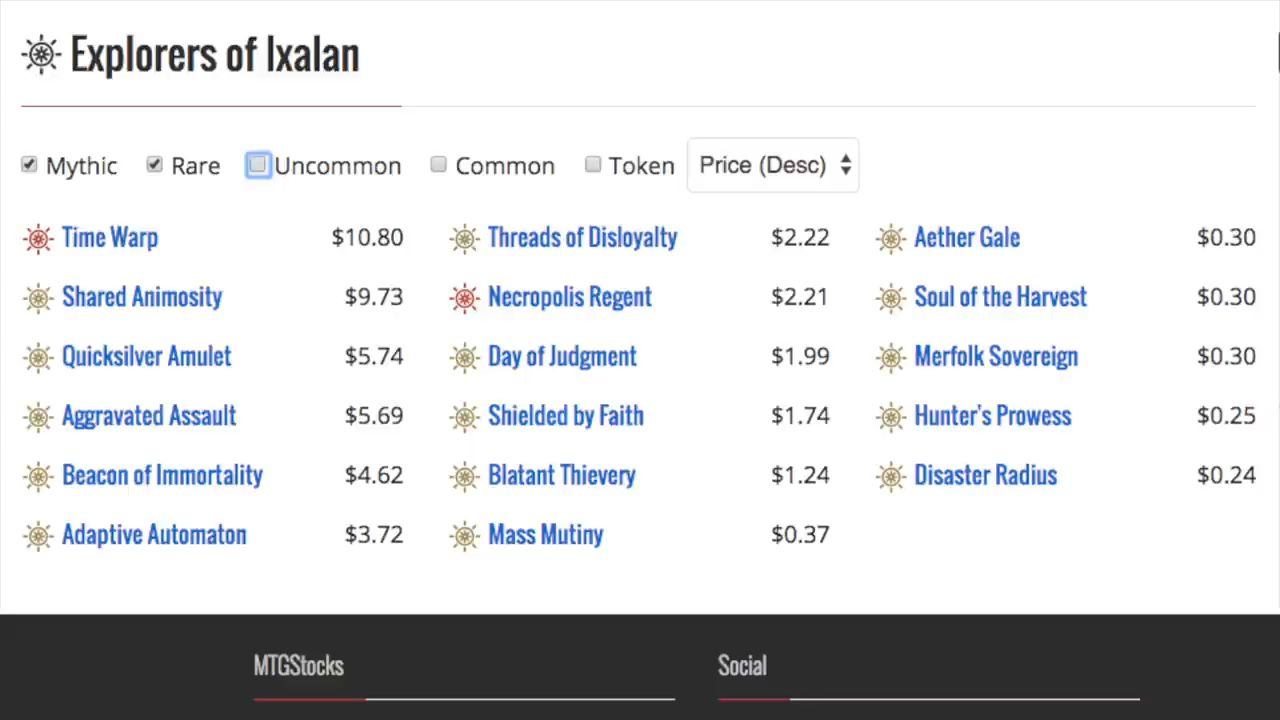 Explorers of Ixalan
Mythic Rare Uncommon Common Token Price (Desc)
Time Warp $10.80 Threads of Disloyalty $2.22 Aether Gale $0.30
Shared Animosity $9.73 Necropolis Regent $2.21 Soul of the Harvest $0.30
Quicksilver Amulet $5.74 Day of Judgment $1.99 Merfolk Sovereign $0.30
Aggravated Assault $5.69 Shielded by Faith $1.74 Hunter's Prowess $0.25
Beacon of Immortality $4.62 Blatant Thievery $1.24 Disaster Radius $0.24
Adaptive Automaton $3.72 Mass Mutiny $0.37
MTGStocks Social